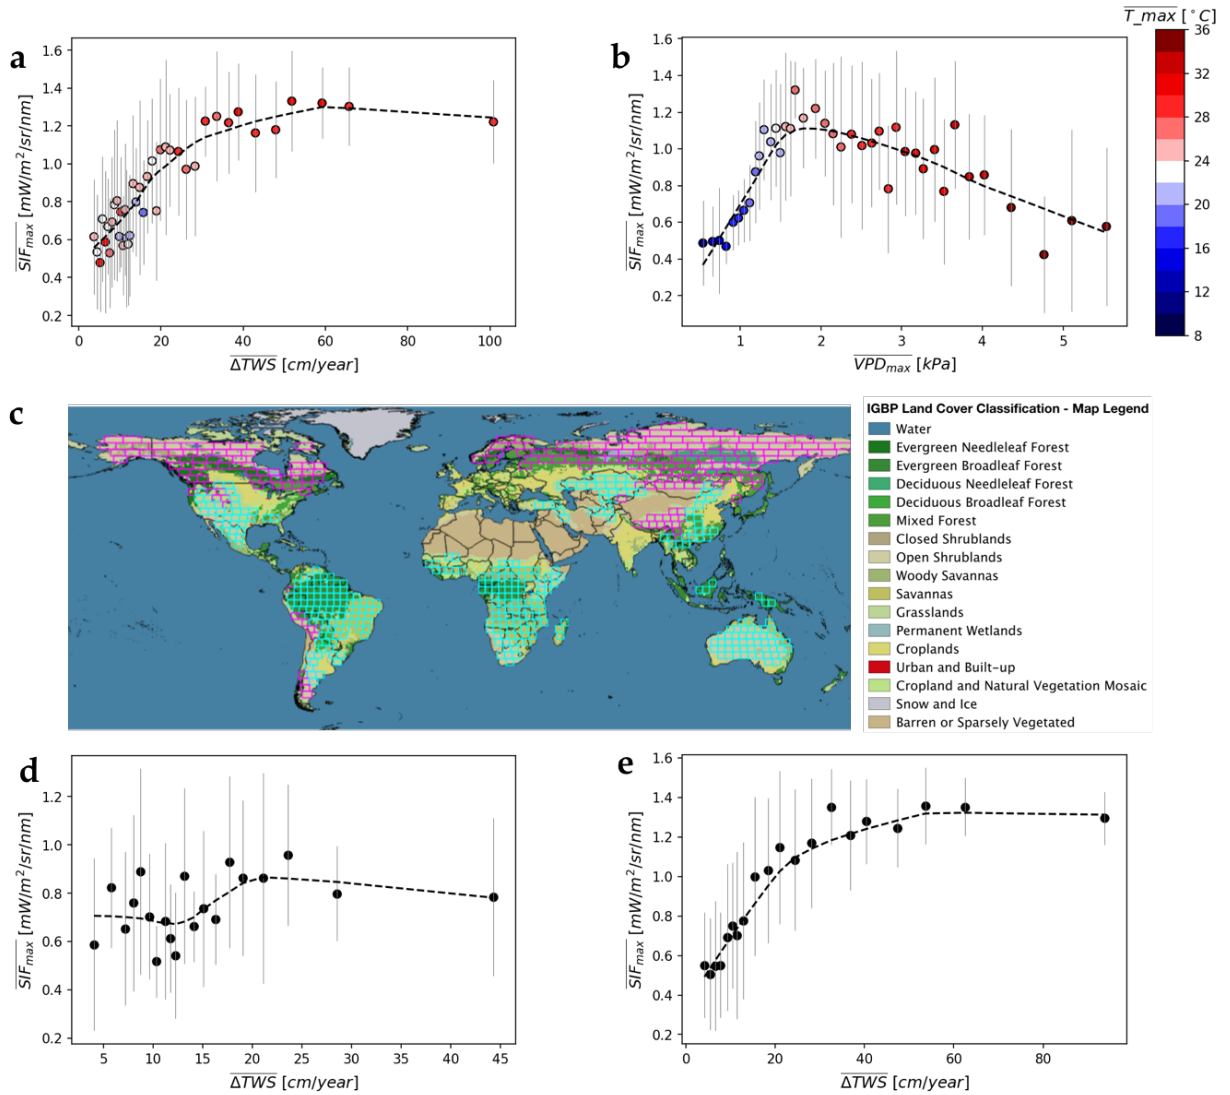 a
1.6
1.4
1.2
1.0
0.8
0.6
0.4
0.2
0 20 40 60 80 100
SIF_max [mW/m²/sr/nm]
ΔTWS [cm/year]
b
1.6
1.4
1.2
1.0
0.8
0.6
0.4
0.2
1 2 3 4 5
SIF_max [mW/m²/sr/nm]
VPD_max [kPa]
T_max [°C]
36
32
28
24
20
16
12
8
c
IGBP Land Cover Classification - Map Legend
Water
Evergreen Needleleaf Forest
Evergreen Broadleaf Forest
Deciduous Needleleaf Forest
Deciduous Broadleaf Forest
Mixed Forest
Closed Shrublands
Open Shrublands
Woody Savannas
Savannas
Grasslands
Permanent Wetlands
Croplands
Urban and Built-up
Cropland and Natural Vegetation Mosaic
Snow and Ice
Barren or Sparsely Vegetated
d
1.2
1.0
0.8
0.6
0.4
0.2
5 10 15 20 25 30 35 40 45
SIF_max [mW/m²/sr/nm]
ΔTWS [cm/year]
e
1.6
1.4
1.2
1.0
0.8
0.6
0.4
0.2
0 20 40 60 80
SIF_max [mW/m²/sr/nm]
ΔTWS [cm/year]